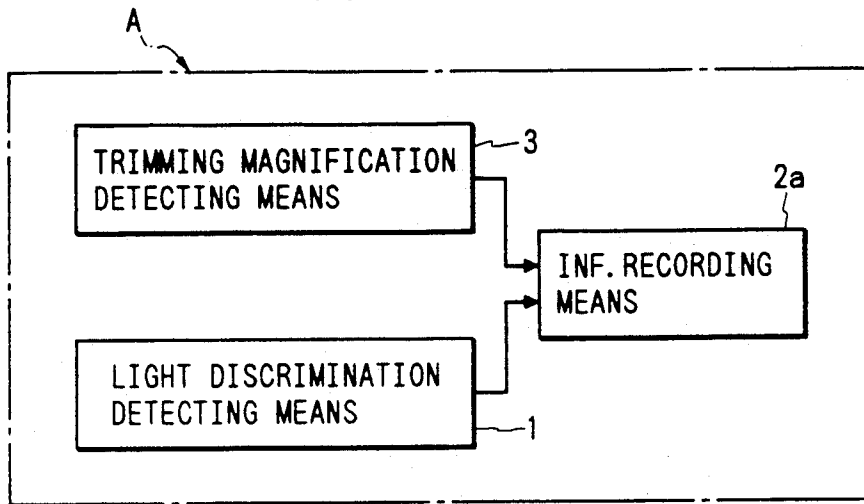 A
TRIMMING MAGNIFICATION
DETECTING MEANS
3
2a
INF. RECORDING
MEANS
LIGHT DISCRIMINATION
DETECTING MEANS
1